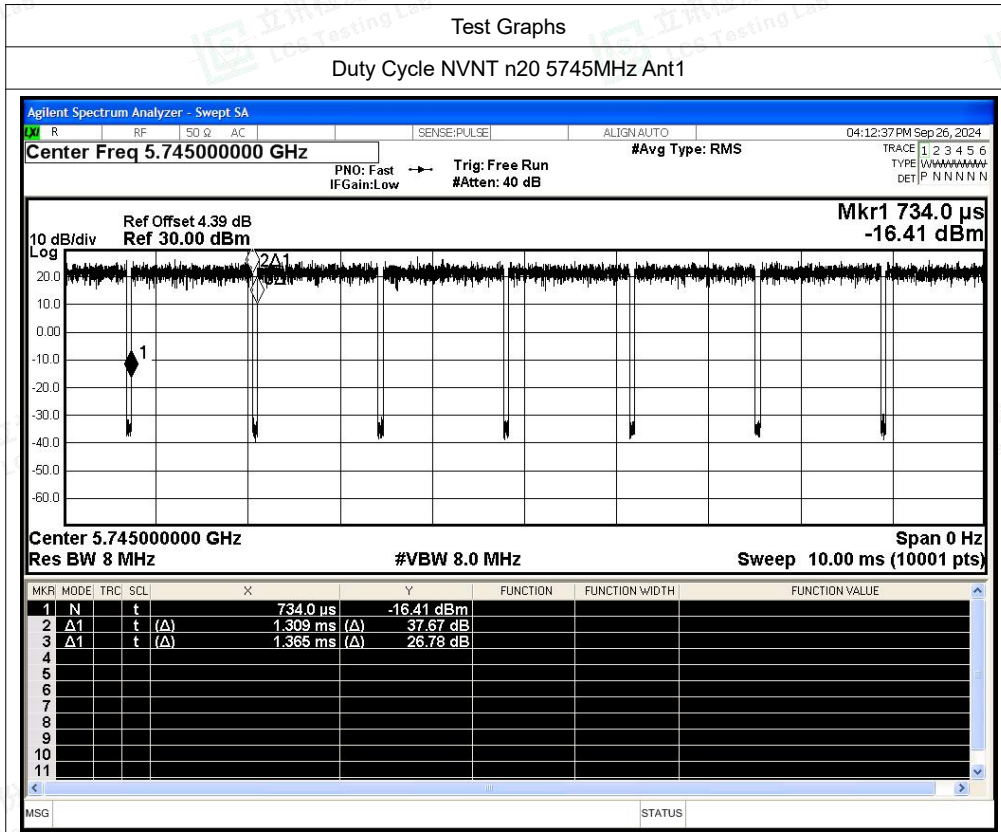 Test Graphs
Duty Cycle NVNT n20 5745MHz Ant1
Agilent Spectrum Analyzer - Swept SA
LXI R RF 50 Ω AC SENSE:PULSE ALIGN AUTO 04:12:37 PM Sep 26, 2024
Center Freq 5.745000000 GHz #Avg Type: RMS TRACE 1 2 3 4 5 6
PNO: Fast Trig: Free Run TYPE WWWWWW
IFGain:Low #Atten: 40 dB DET P N N N N N
Mkr1 734.0 µs
Ref Offset 4.39 dB
10 dB/div Ref 30.00 dBm -16.41 dBm
Log
2Δ1
20.0
3Δ1
10.0
0.00
-10.0
1
-20.0
-30.0
-40.0
-50.0
-60.0
Center 5.745000000 GHz Span 0 Hz
Res BW 8 MHz #VBW 8.0 MHz Sweep 10.00 ms (10001 pts)
MKR MODE TRC SCL X Y FUNCTION FUNCTION WIDTH FUNCTION VALUE
1 N t 734.0 µs -16.41 dBm
2 Δ1 t (Δ) 1.309 ms (Δ) 37.67 dB
3 Δ1 t (Δ) 1.365 ms (Δ) 26.78 dB
4
5
6
7
8
9
10
11
MSG STATUS